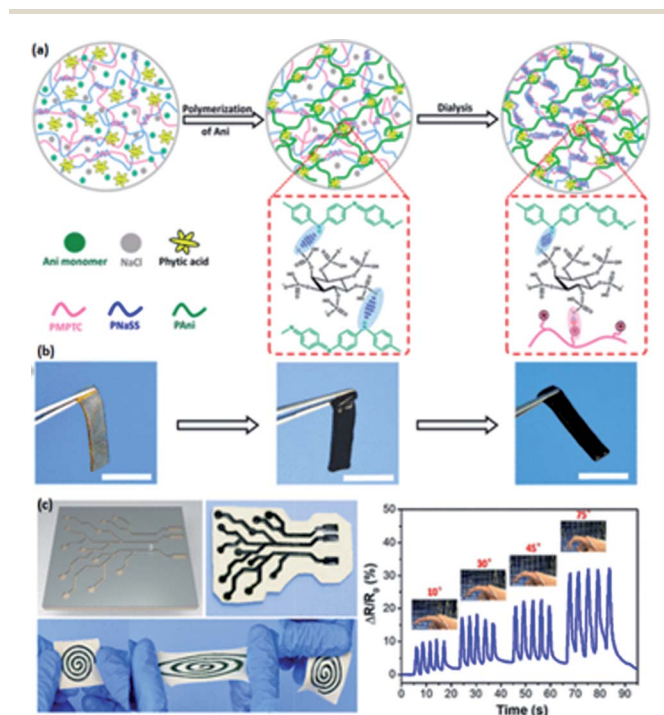 (a)
Polymerization
of Ani
Dialysis
Ani monomer
NaCl
Phytic acid
PMPTC
PNaSS
PAni
(b)
(c)
ΔR/R₀ (%)
50
40
30
20
10
0
10°
30°
45°
75°
0 10 20 30 40 50 60 70 80 90
Time (s)